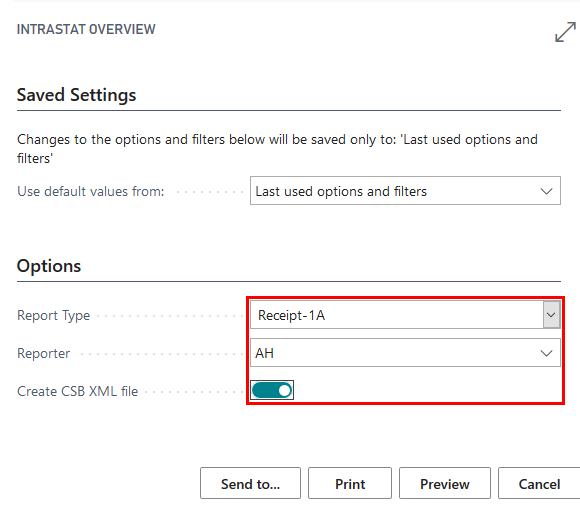 INTRASTAT OVERVIEW
Saved Settings
Changes to the options and filters below will be saved only to: 'Last used options and
filters'
Use default values from: Last used options and filters
Options
Report Type Receipt-1A
Reporter AH
Create CSB XML file
Send to... Print Preview Cancel